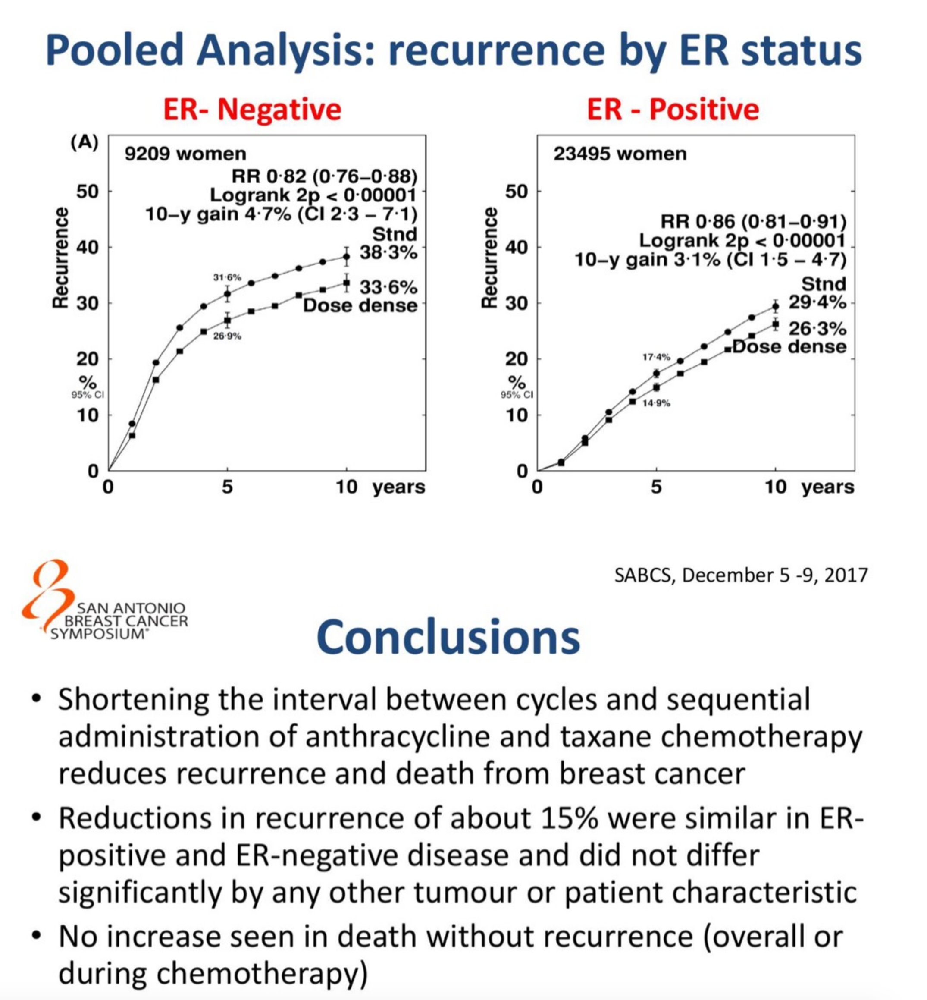 Pooled Analysis: recurrence by ER status
ER- Negative
(A)
9209 women
RR 0·82 (0·76–0·88)
Logrank 2p < 0·00001
10–y gain 4·7% (CI 2·3 – 7·1)
Stnd
38·3%
33·6%
Dose dense
31·6%
26·9%
Recurrence
50
40
30
20
%
95% CI
10
0
0 5 10 years
ER - Positive
23495 women
RR 0·86 (0·81–0·91)
Logrank 2p < 0·00001
10–y gain 3·1% (CI 1·5 – 4·7)
Stnd
29·4%
26·3%
Dose dense
17·4%
14·9%
Recurrence
50
40
30
20
%
95% CI
10
0
0 5 10 years
SABCS, December 5 -9, 2017
SAN ANTONIO
BREAST CANCER
SYMPOSIUM®
Conclusions
• Shortening the interval between cycles and sequential
administration of anthracycline and taxane chemotherapy
reduces recurrence and death from breast cancer
• Reductions in recurrence of about 15% were similar in ER-
positive and ER-negative disease and did not differ
significantly by any other tumour or patient characteristic
• No increase seen in death without recurrence (overall or
during chemotherapy)